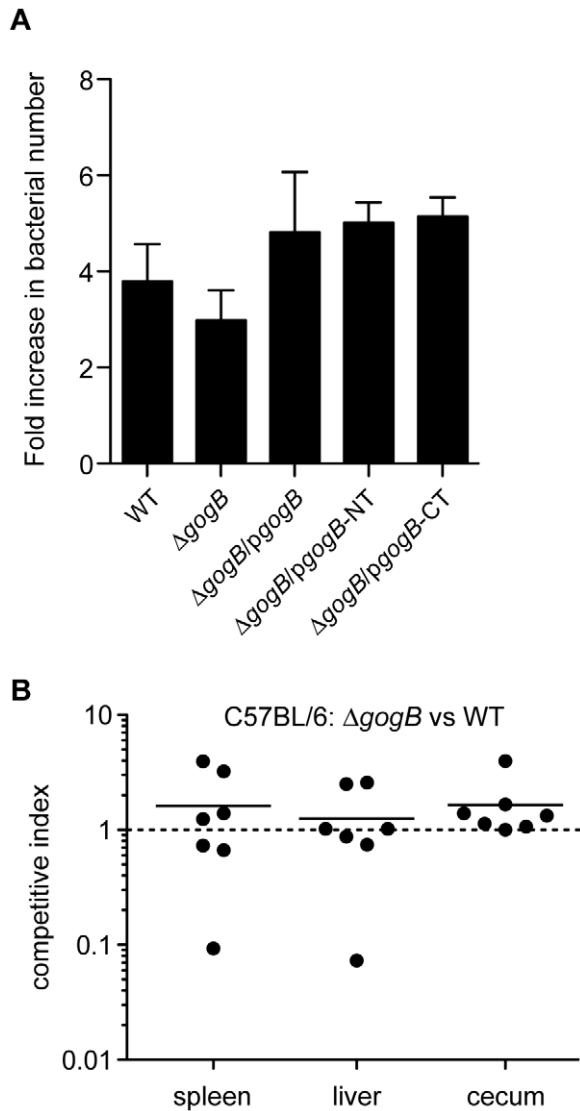 A
Fold increase in bacterial number
8
6
4
2
0
WT
ΔgogB
ΔgogB/pgogB
ΔgogB/pgogB-NT
ΔgogB/pgogB-CT
B
C57BL/6: ΔgogB vs WT
competitive index
10
1
0.1
0.01
spleen liver cecum